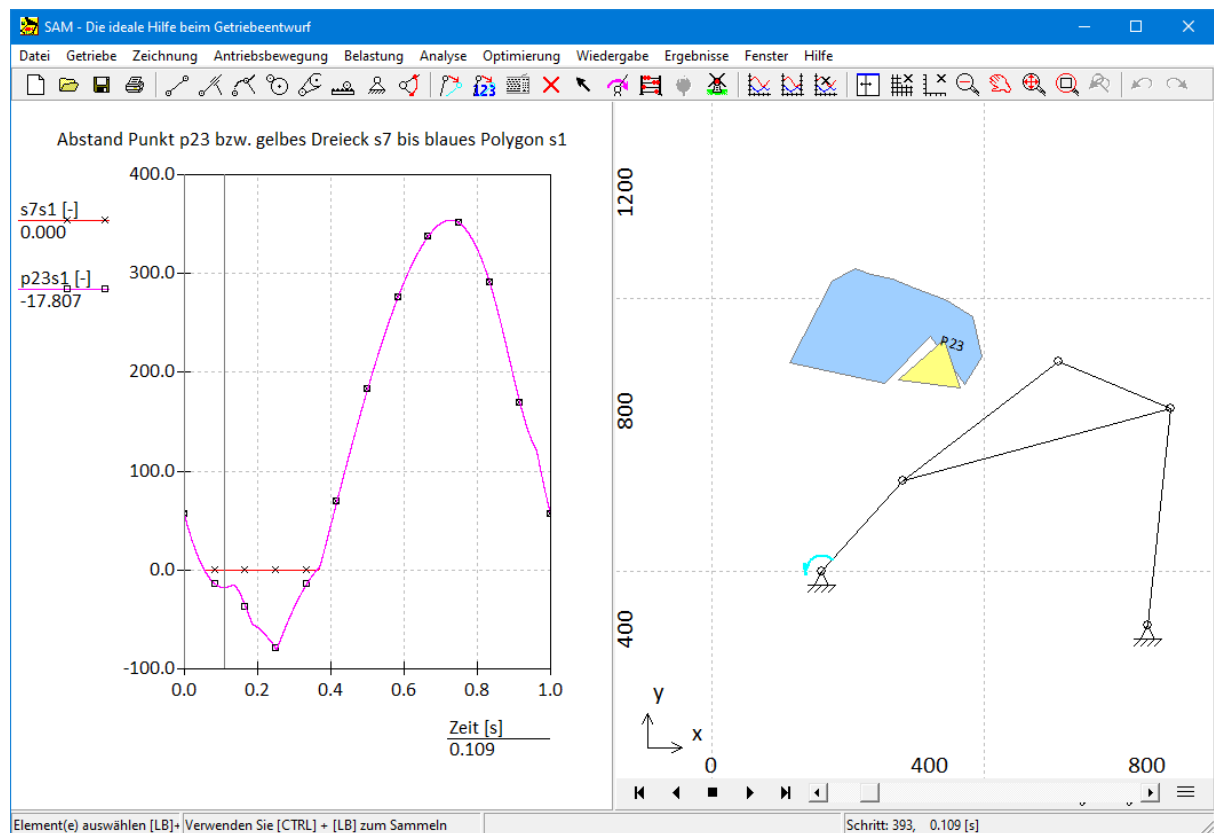 SAM - Die ideale Hilfe beim Getriebeentwurf
Datei Getriebe Zeichnung Antriebsbewegung Belastung Analyse Optimierung Wiedergabe Ergebnisse Fenster Hilfe
123
Abstand Punkt p23 bzw. gelbes Dreieck s7 bis blaues Polygon s1
s7s1 [-]
0.000
p23s1 [-]
-17.807
400.0
300.0
200.0
100.0
0.0
-100.0
0.0 0.2 0.4 0.6 0.8 1.0
Zeit [s]
0.109
1200
800
400
P23
y
x
0 400 800
Element(e) auswählen [LB]+
Verwenden Sie [CTRL] + [LB] zum Sammeln
Schritt: 393, 0.109 [s]